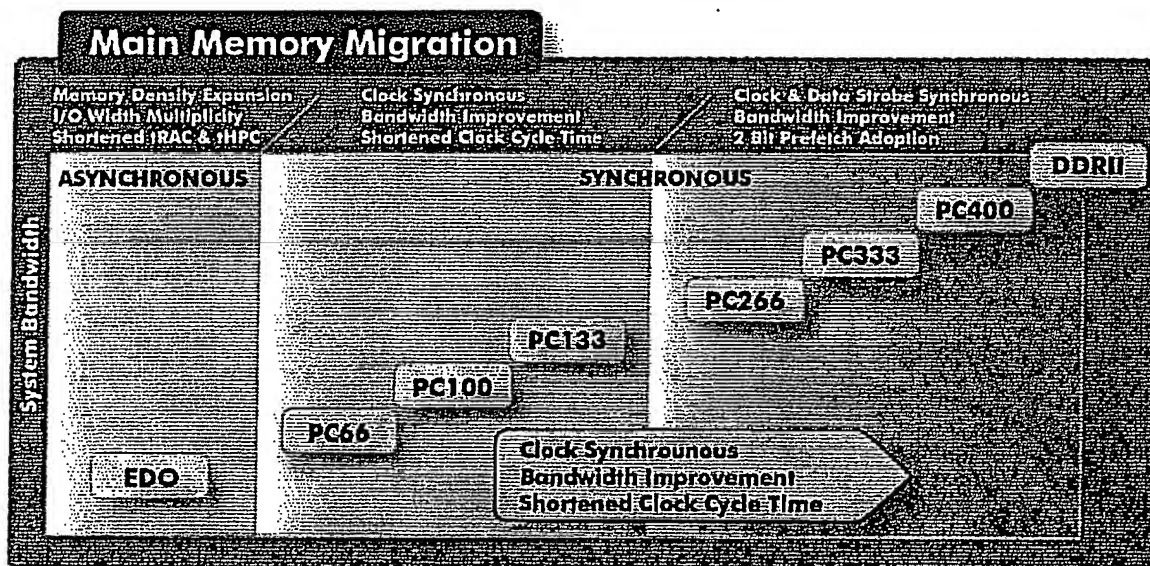 Main Memory Migration
Memory Density Expansion
I/O Width Multiplicity
Shortened tRAC & tHPC
Clock Synchronous
Bandwidth Improvement
Shortened Clock Cycle Time
Clock & Data Strobe Synchronous
Bandwidth Improvement
2 Bit Prefetch Adoption
ASYNCHRONOUS
SYNCHRONOUS
DDRII
PC400
PC333
PC266
PC133
PC100
PC66
EDO
System Bandwidth
Clock Synchrounous
Bandwidth Improvement
Shortened Clock Cycle Time